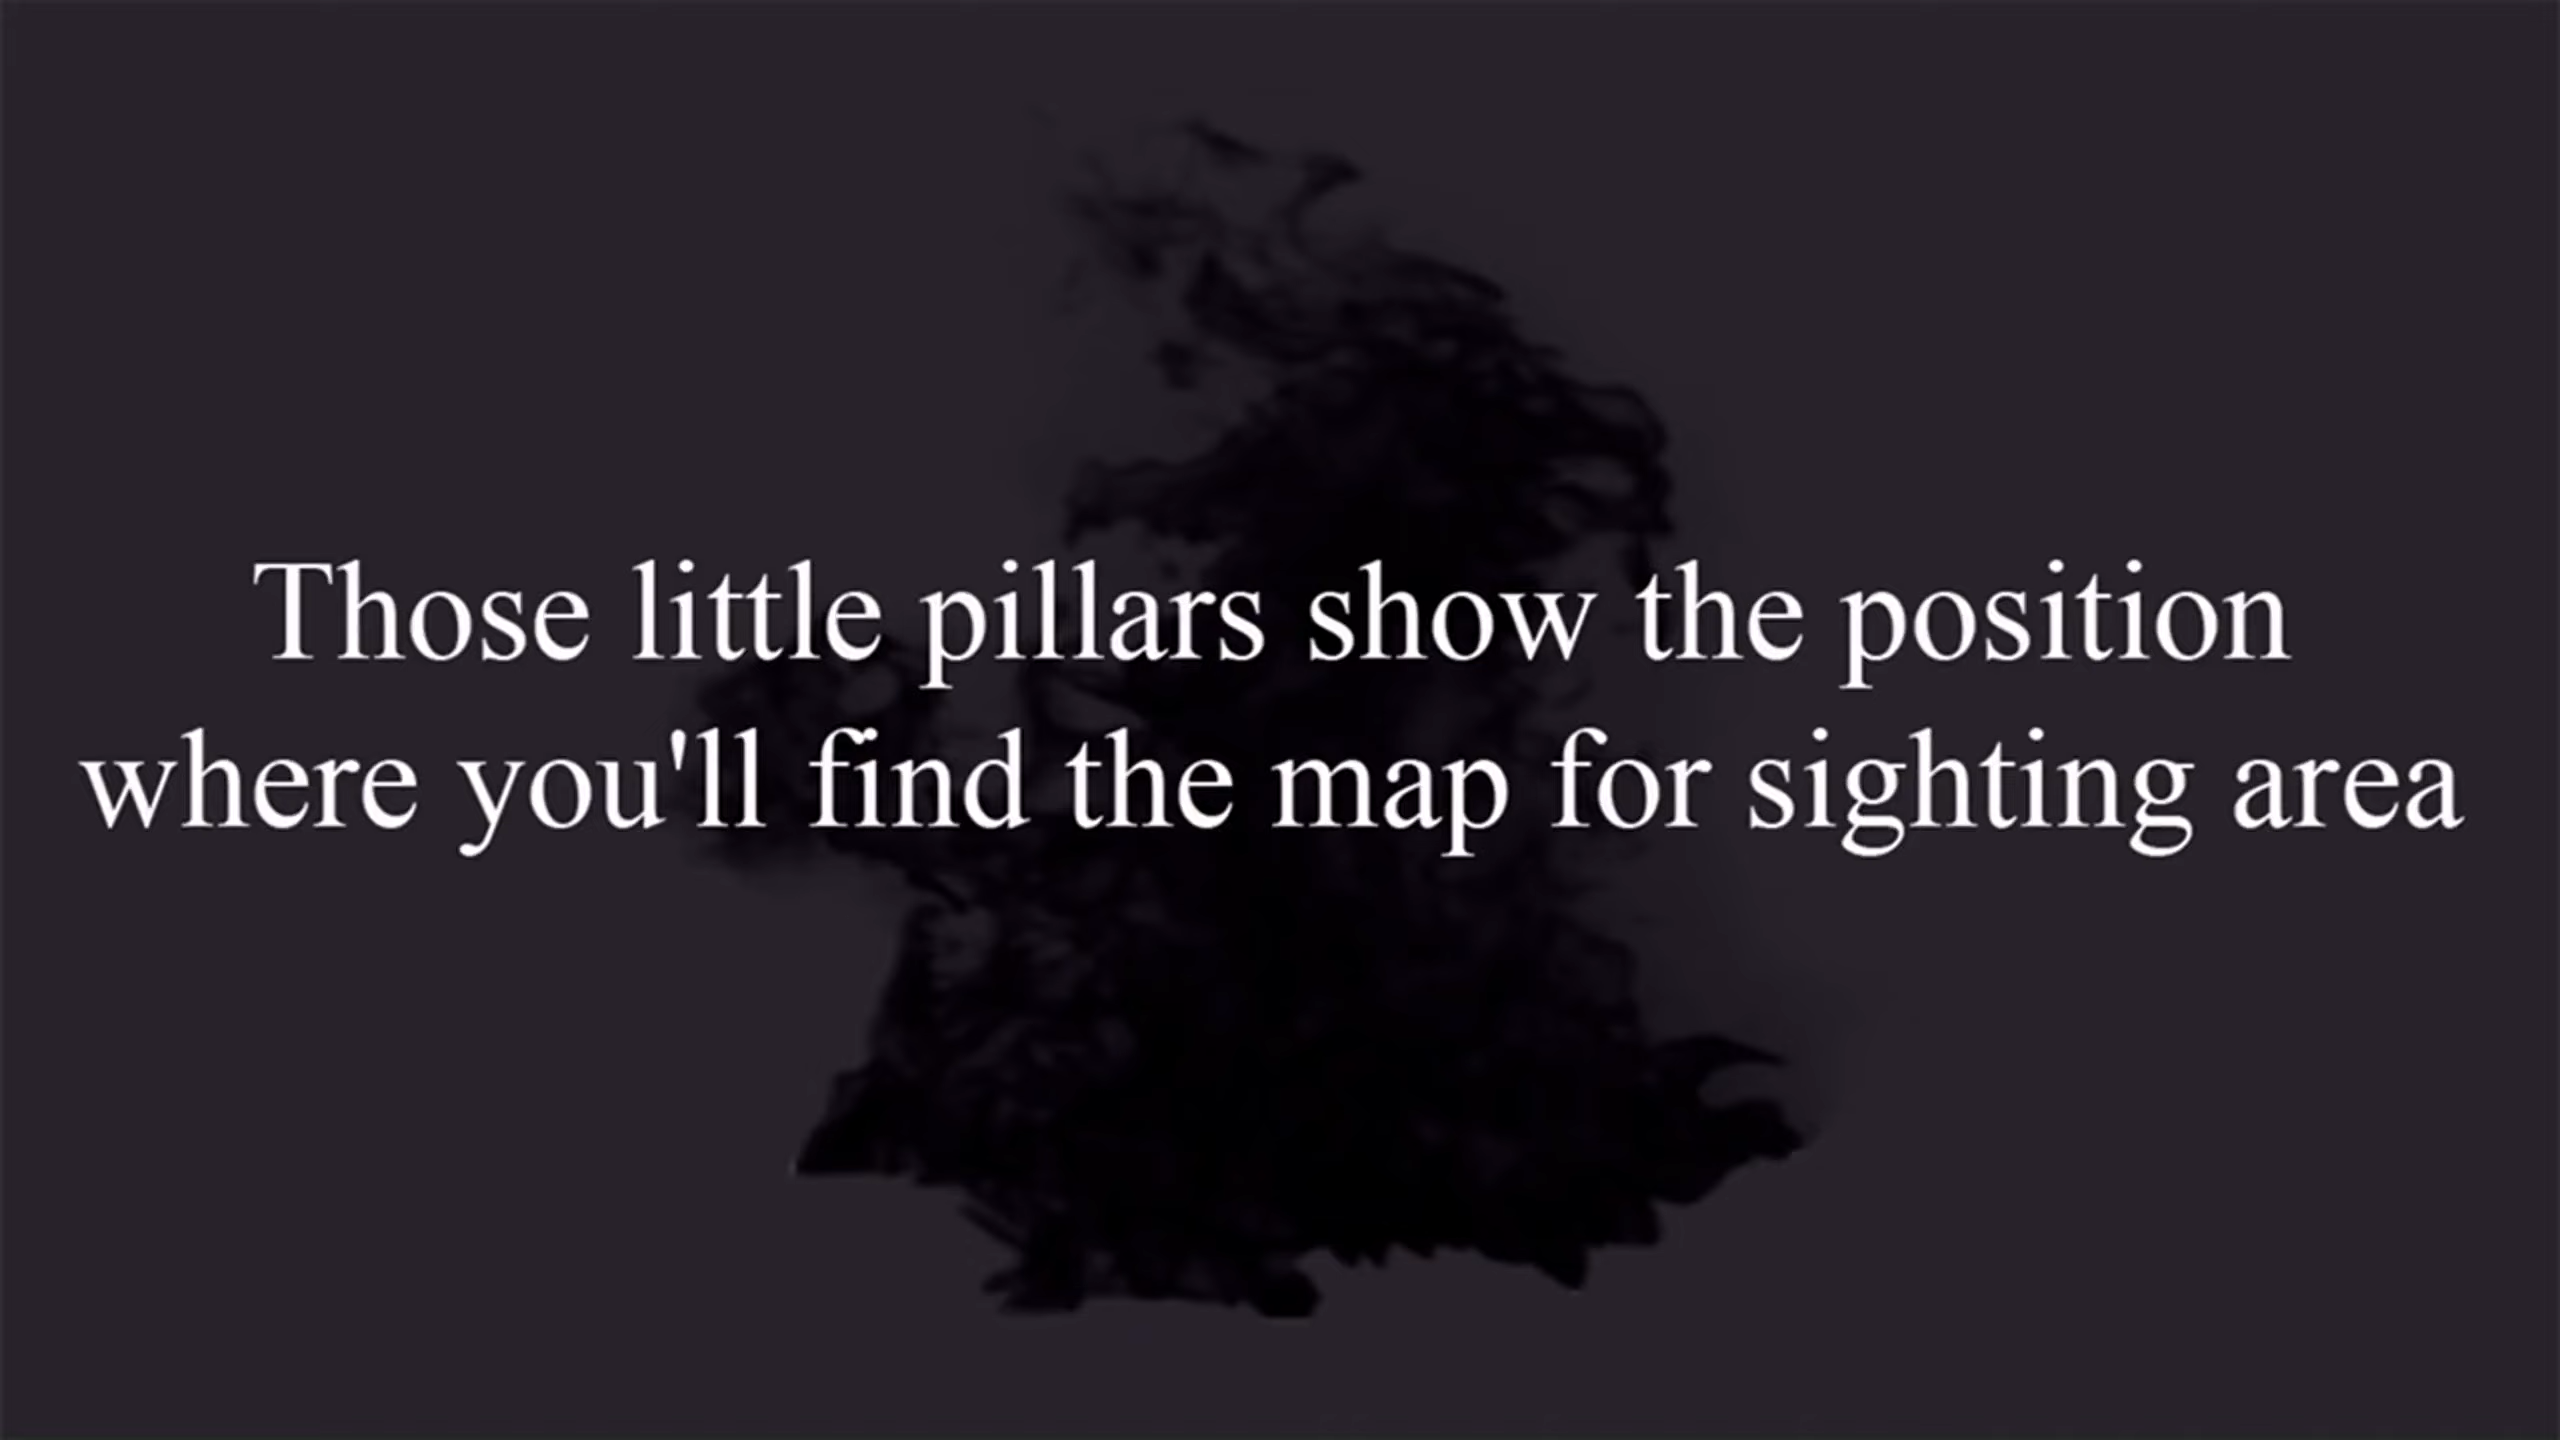 Those little pillars show the position
where you'll find the map for sighting area